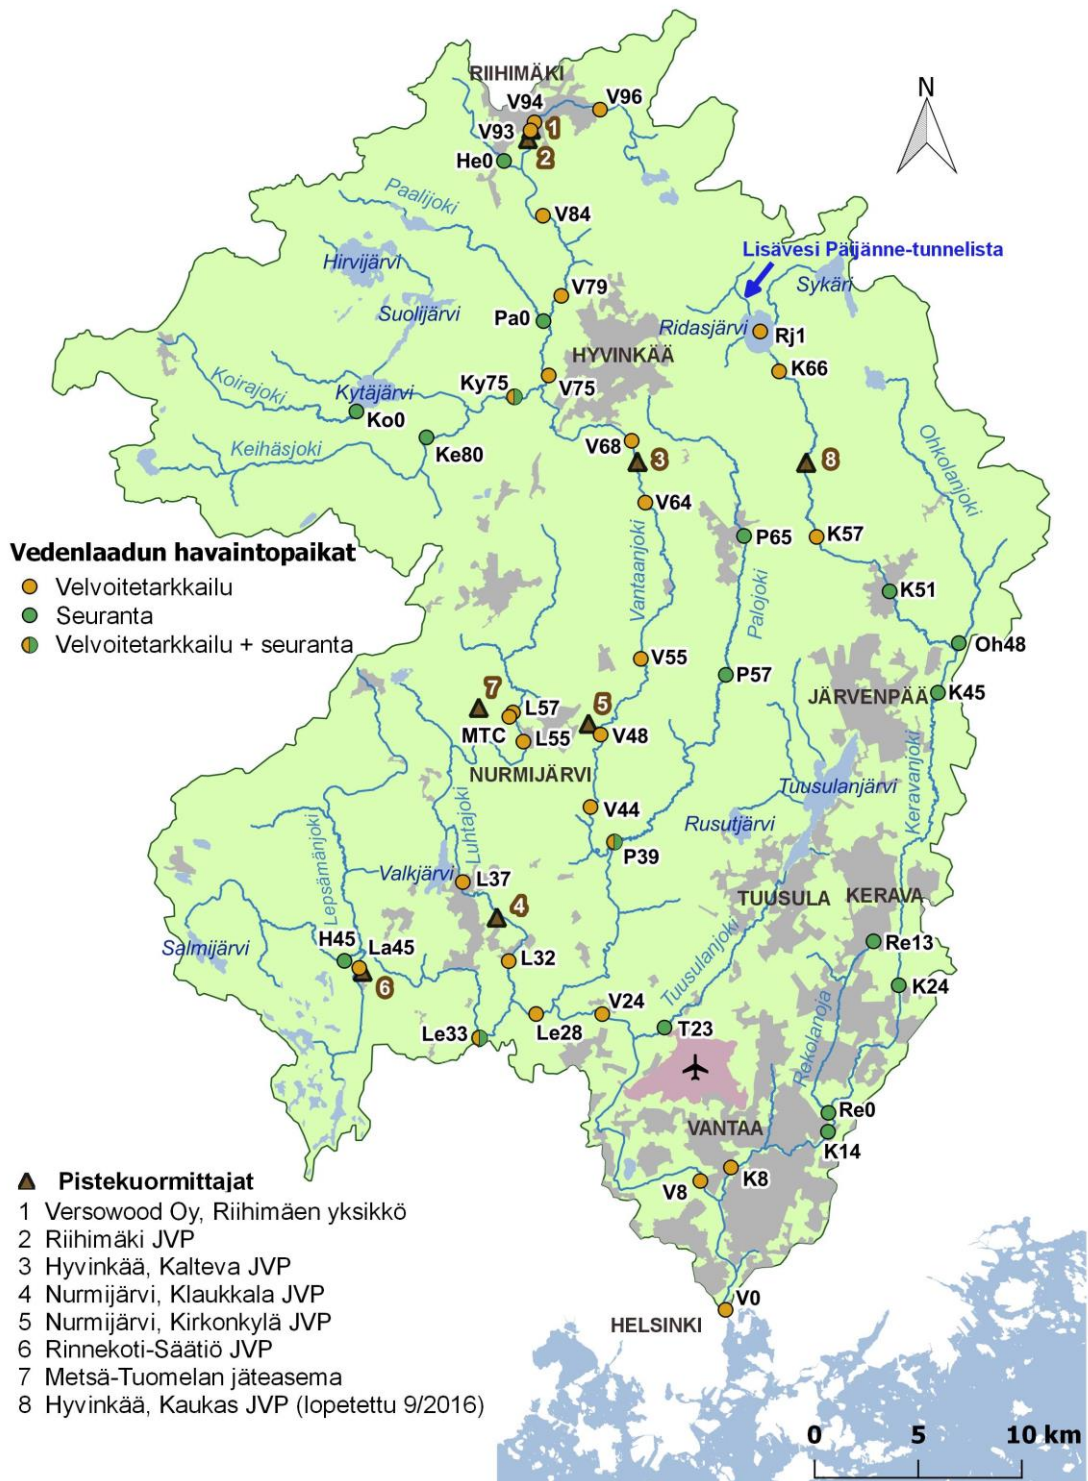 N
RIIHIMÄKI
V94
V96
V93
1
2
He0
Paalijoki
V84
Lisävesi Päijänne-tunnelista
Hirvijärvi
Sykäri
V79
Suolijärvi
Pa0
Ridasjärvi
Rj1
HYVINKÄÄ
K66
Koirajoki
Kytäjärvi
Ky75
V75
Ko0
Keihäsjoki
Ke80
V68
3
8
Ohkolanjoki
V64
Vedenlaadun havaintopaikat
Velvoitetarkkailu
Seuranta
Velvoitetarkkailu + seuranta
Vantaanjoki
P65
K57
Palojoki
K51
V55
Oh48
P57
JÄRVENPÄÄ
K45
7
L57
5
MTC
L55
V48
NURMIJÄRVI
Tuusulanjärvi
Keravanjoki
V44
Rusutjärvi
Luhtajoki
P39
Lepsämänjoki
Valkjärvi
L37
TUUSULA
KERAVA
4
Salmijärvi
H45
La45
L32
Re13
6
Tuusulanjoki
K24
V24
Le28
T23
Le33
Rekolanoja
Re0
VANTAA
K14
K8
V8
V0
HELSINKI
Pistekuormittajat
1 Versowood Oy, Riihimäen yksikkö
2 Riihimäki JVP
3 Hyvinkää, Kalteva JVP
4 Nurmijärvi, Klaukkala JVP
5 Nurmijärvi, Kirkonkylä JVP
6 Rinnekoti-Säätiö JVP
7 Metsä-Tuomelan jäteasema
8 Hyvinkää, Kaukas JVP (lopetettu 9/2016)
0 5 10 km